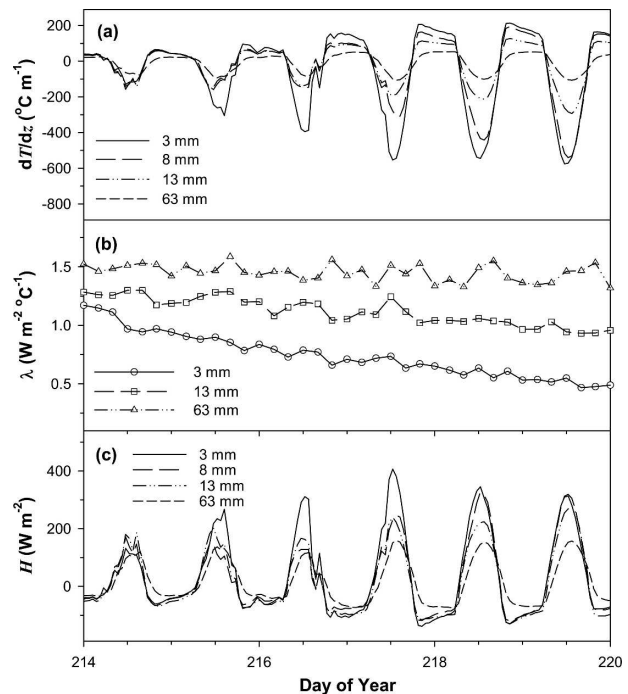 (a)
200
0
-200
-400
-600
-800
dT/dz (°C m⁻¹)
3 mm
8 mm
13 mm
63 mm
(b)
1.5
1.0
0.5
λ (W m⁻² °C⁻¹)
3 mm
13 mm
63 mm
(c)
400
200
0
H (W m⁻²)
3 mm
8 mm
13 mm
63 mm
214 216 218 220
Day of Year